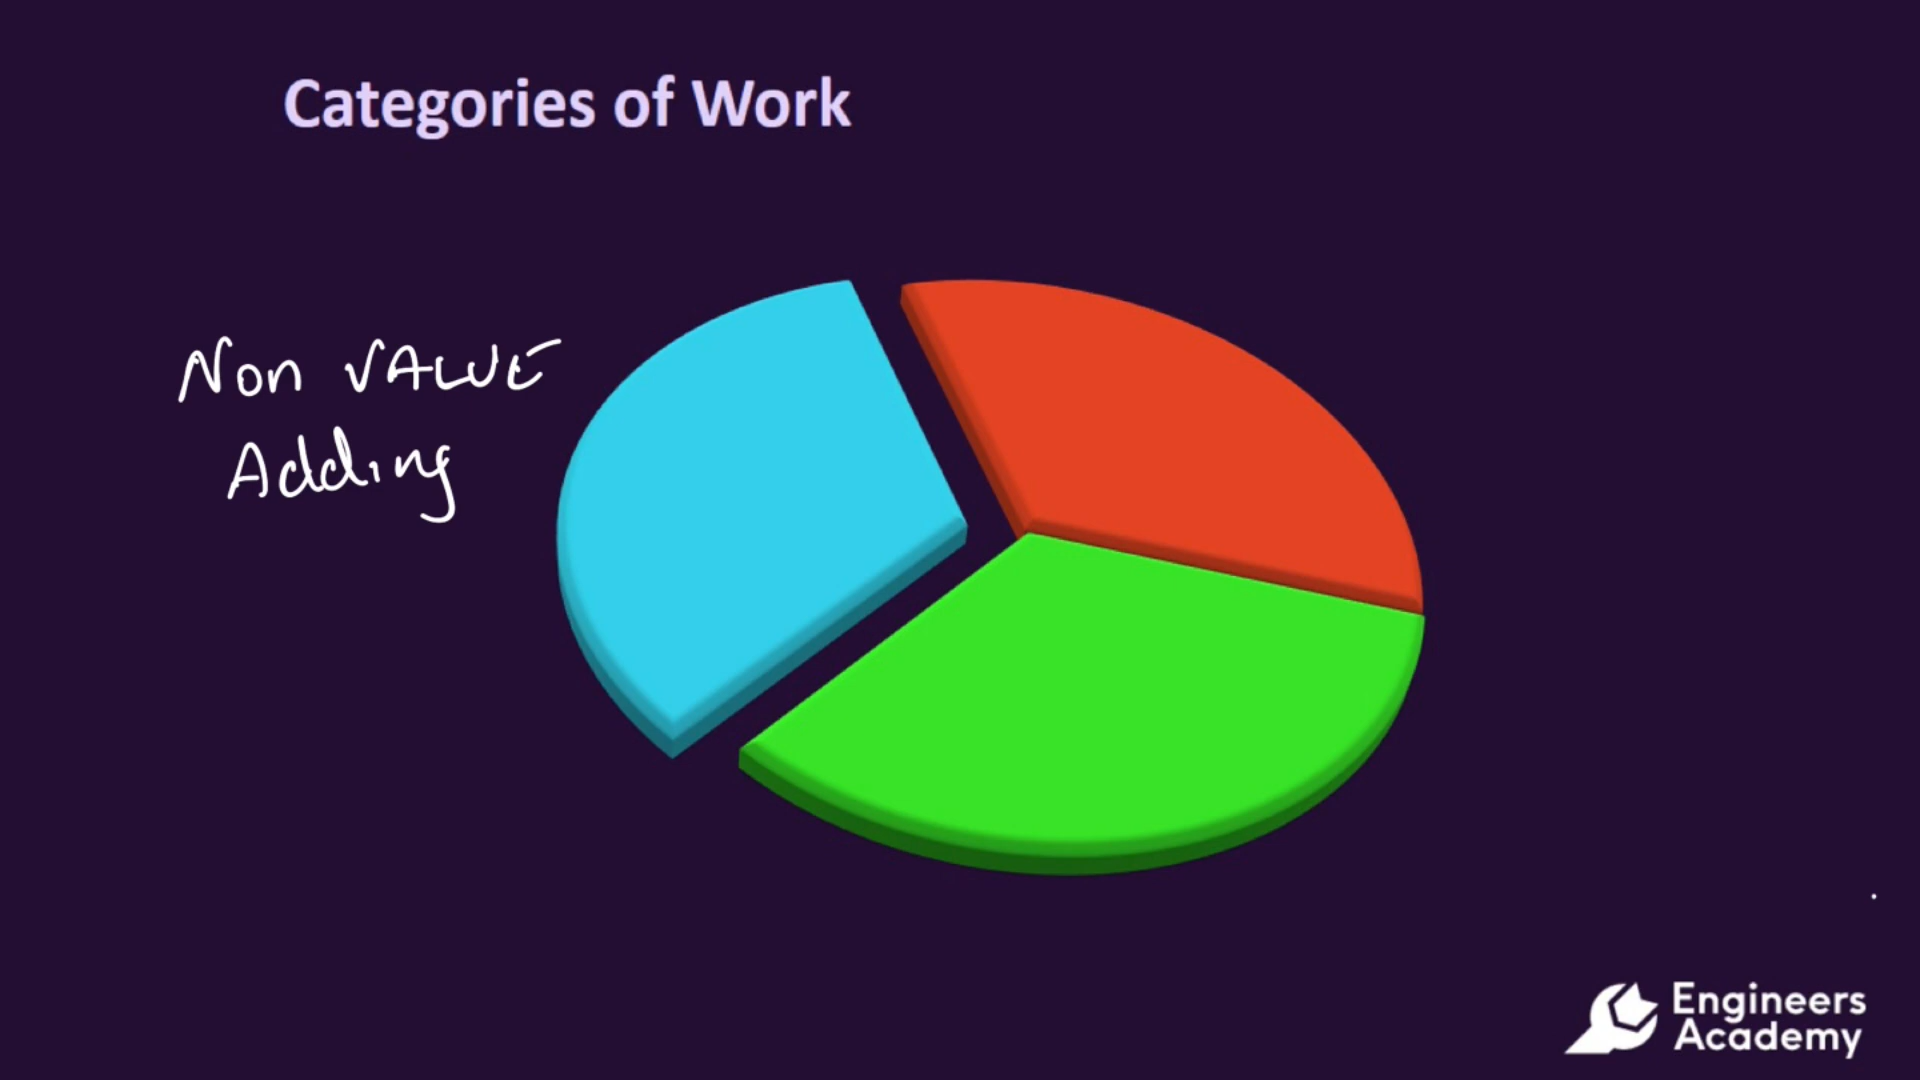 Categories of Work
Non VALUE
Adding
Engineers
Academy